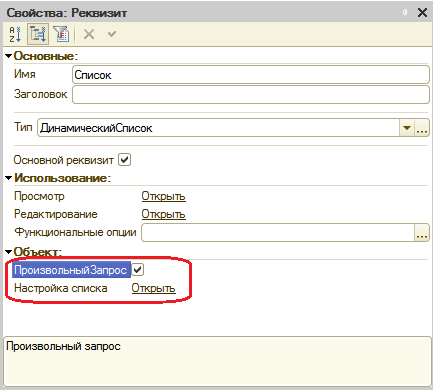 Свойства: Реквизит
Основные:
Имя Список
Заголовок
Тип ДинамическийСписок
Основной реквизит
Использование:
Просмотр Открыть
Редактирование Открыть
Функциональные опции
Объект:
ПроизвольныйЗапрос
Настройка списка Открыть
Произвольный запрос